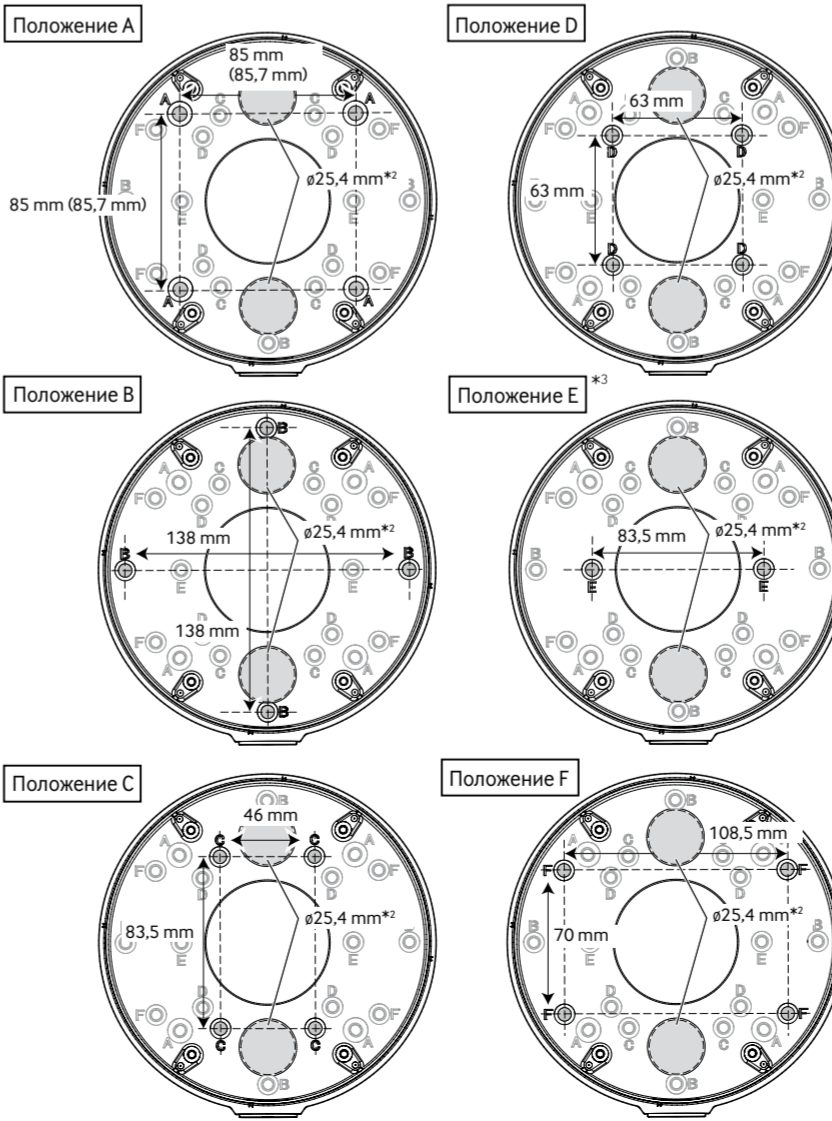 Положение A
85 mm
(85,7 mm)
A A
C C
F F
D D
ø25,4 mm*2
B B
85 mm (85,7 mm)
E E
D D
F F
C C
A A
B
Положение D
B
A A
C C
63 mm
F F
D D
ø25,4 mm*2
63 mm
E
D D
F F
C C
A A
B
Положение B
B
A A
C C
F F
D
ø25,4 mm*2
138 mm
B B
E E
138 mm
D D
F F
C C
A A
B
Положение E *3
B
A A
C C
F F
D
ø25,4 mm*2
83,5 mm
B B
E E
D D
F F
C C
A A
B
Положение C
B
46 mm
C C
A A
F F
D D
ø25,4 mm*2
83,5 mm
B
E E
D D
F F
C C
A A
B
Положение F
B
108,5 mm
A C
F F
D D
ø25,4 mm*2
70 mm
B B
E
D D
F F
C C
A A
B